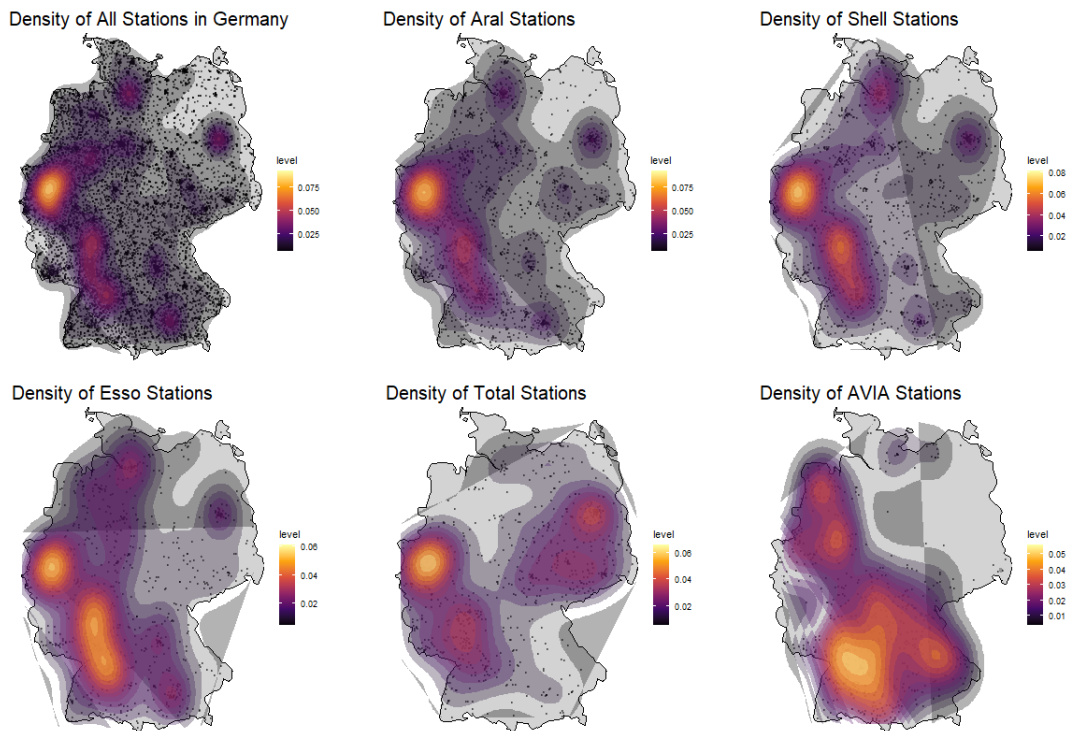 Density of All Stations in Germany
level
0.075
0.050
0.025
Density of Aral Stations
level
0.075
0.050
0.025
Density of Shell Stations
level
0.08
0.06
0.04
0.02
Density of Esso Stations
level
0.06
0.04
0.02
Density of Total Stations
level
0.06
0.04
0.02
Density of AVIA Stations
level
0.05
0.04
0.03
0.02
0.01